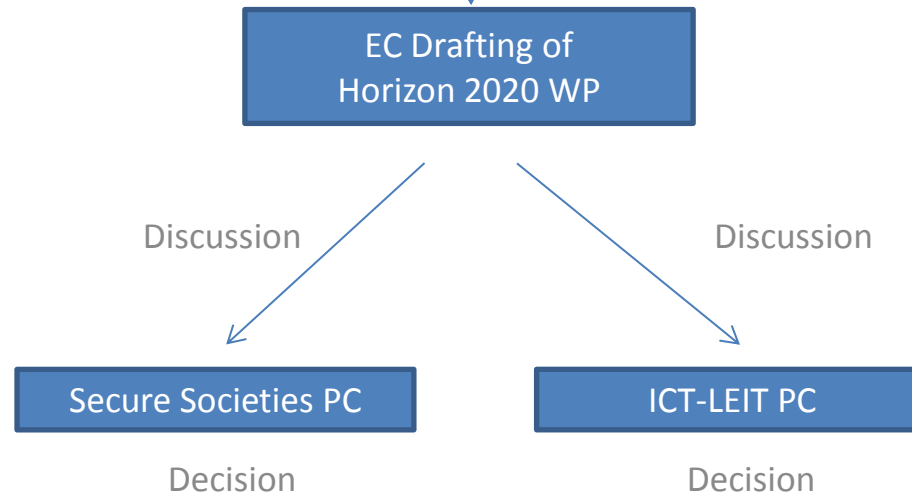 EC Drafting of
Horizon 2020 WP
Discussion
Discussion
Secure Societies PC
ICT-LEIT PC
Decision
Decision